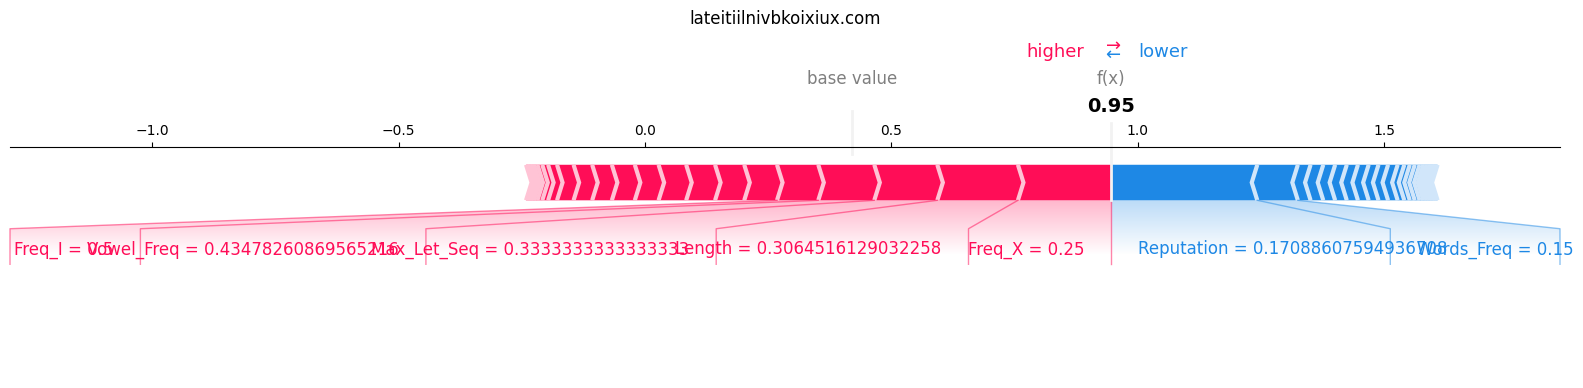 lateitiilnivbkoixiux.com
higher → ← lower
base value f(x)
0.95
−1.0 −0.5 0.0 0.5 1.0 1.5
Freq_I = 0.5 Vowel_Freq = 0.43478260869565216 Max_Let_Seq = 0.3333333333333333 Length = 0.3064516129032258 Freq_X = 0.25 Reputation = 0.17088607594936708 Words_Freq = 0.15